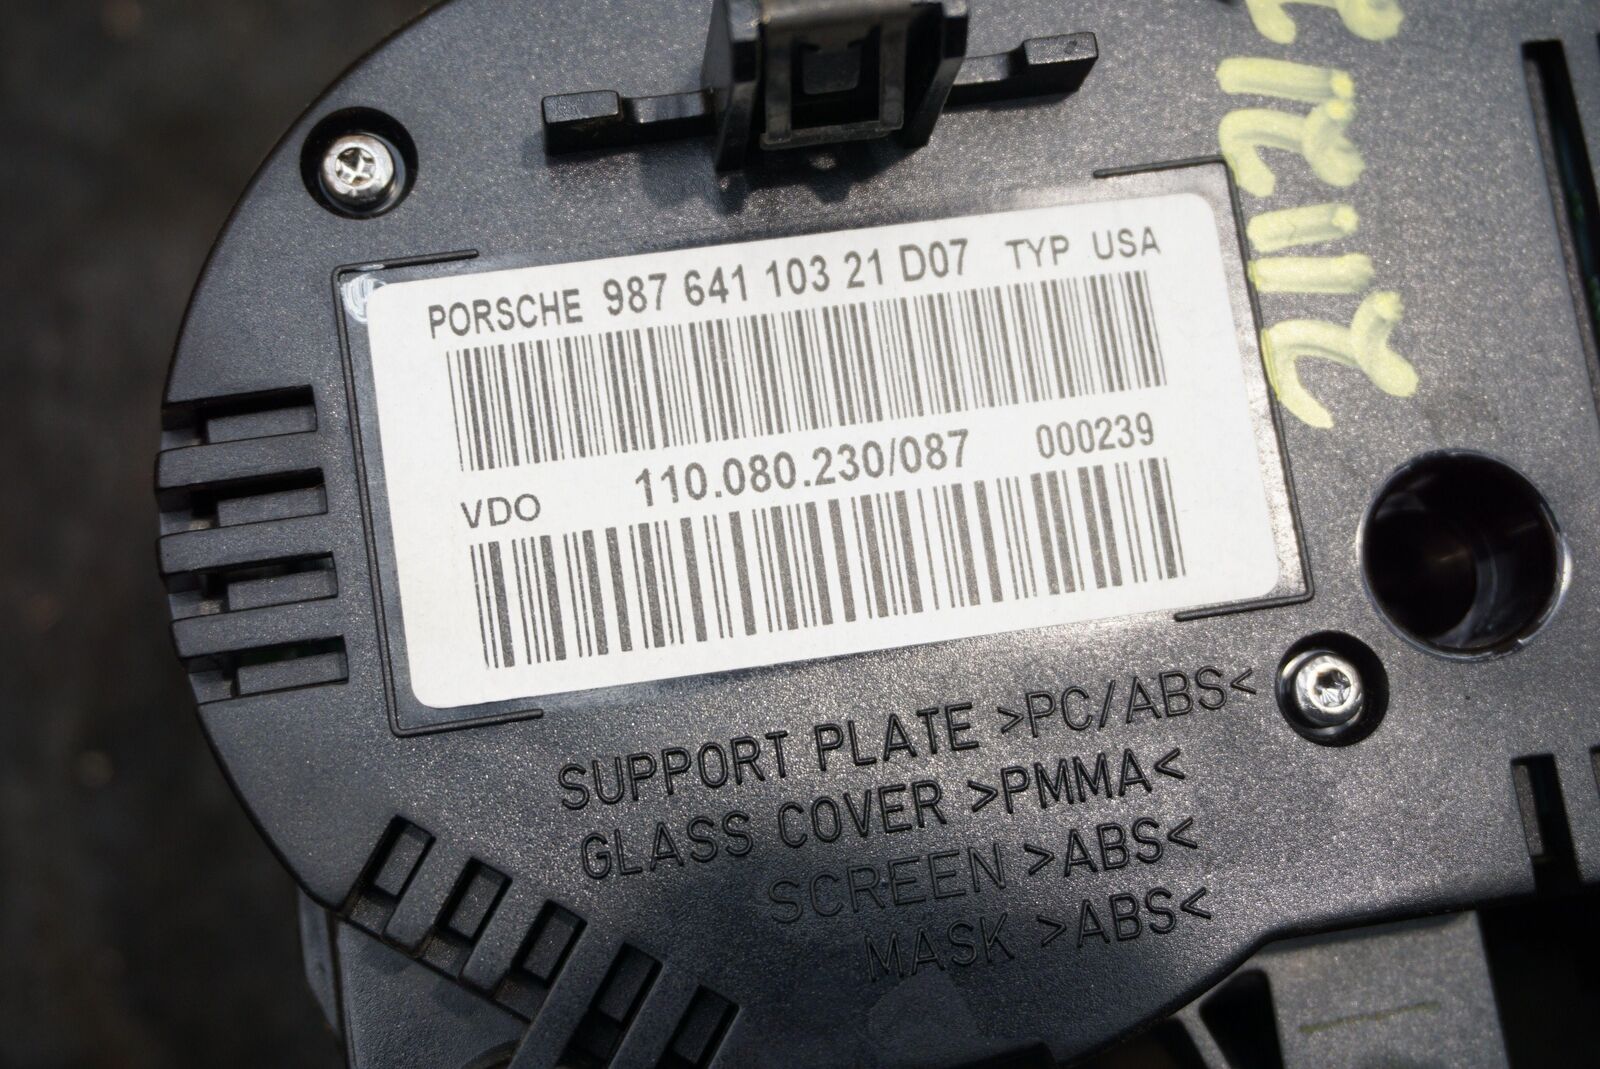 PORSCHE 987 641 103 21 D07 TYP USA
110.080.230/087 000239
VDO
SUPPORT PLATE >PC/ABS<
GLASS COVER >PMMA<
SCREEN >ABS<
MASK >ABS<